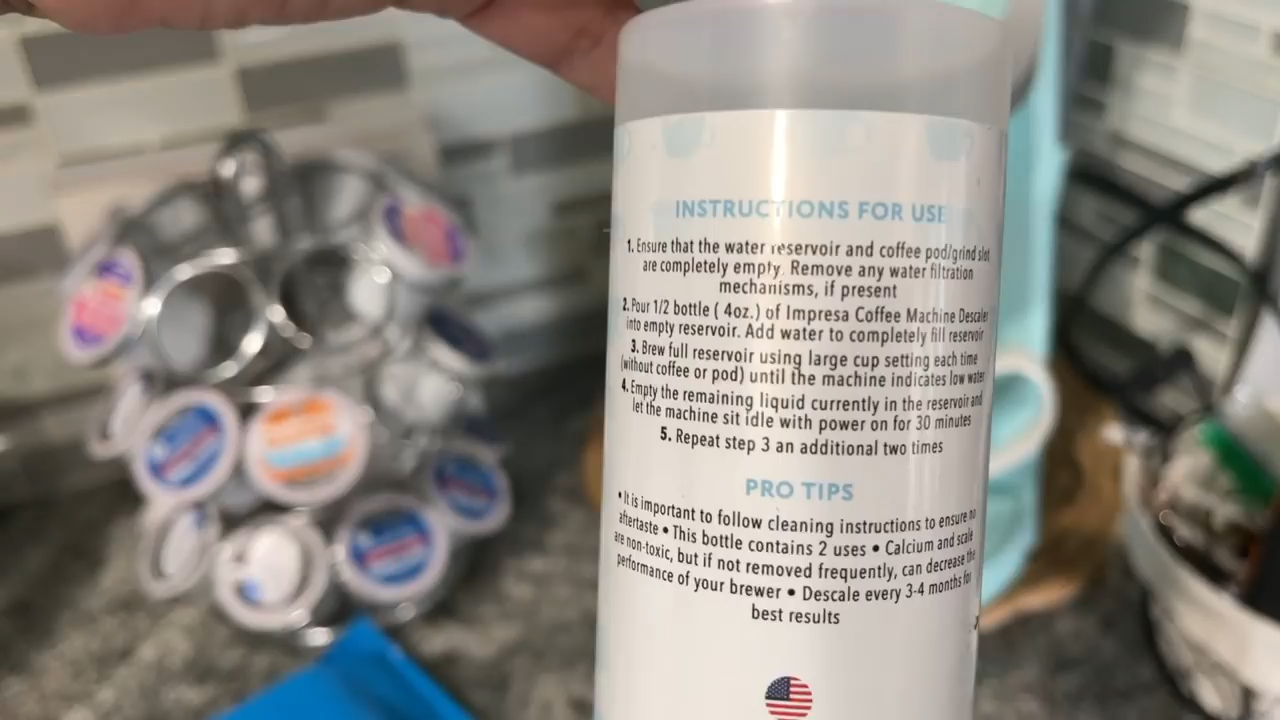 INSTRUCTIONS FOR USE
1. Ensure that the water reservoir and coffee pod/grind slot
are completely empty. Remove any water filtration
mechanisms, if present
2. Pour 1/2 bottle ( 4oz.) of Impresa Coffee Machine Descaler
into empty reservoir. Add water to completely fill reservoir
3. Brew full reservoir using large cup setting each time
(without coffee or pod) until the machine indicates low water
4. Empty the remaining liquid currently in the reservoir and
let the machine sit idle with power on for 30 minutes
5. Repeat step 3 an additional two times
PRO TIPS
• It is important to follow cleaning instructions to ensure no
aftertaste • This bottle contains 2 uses • Calcium and scale
are non-toxic, but if not removed frequently, can decrease the
performance of your brewer • Descale every 3-4 months for
best results